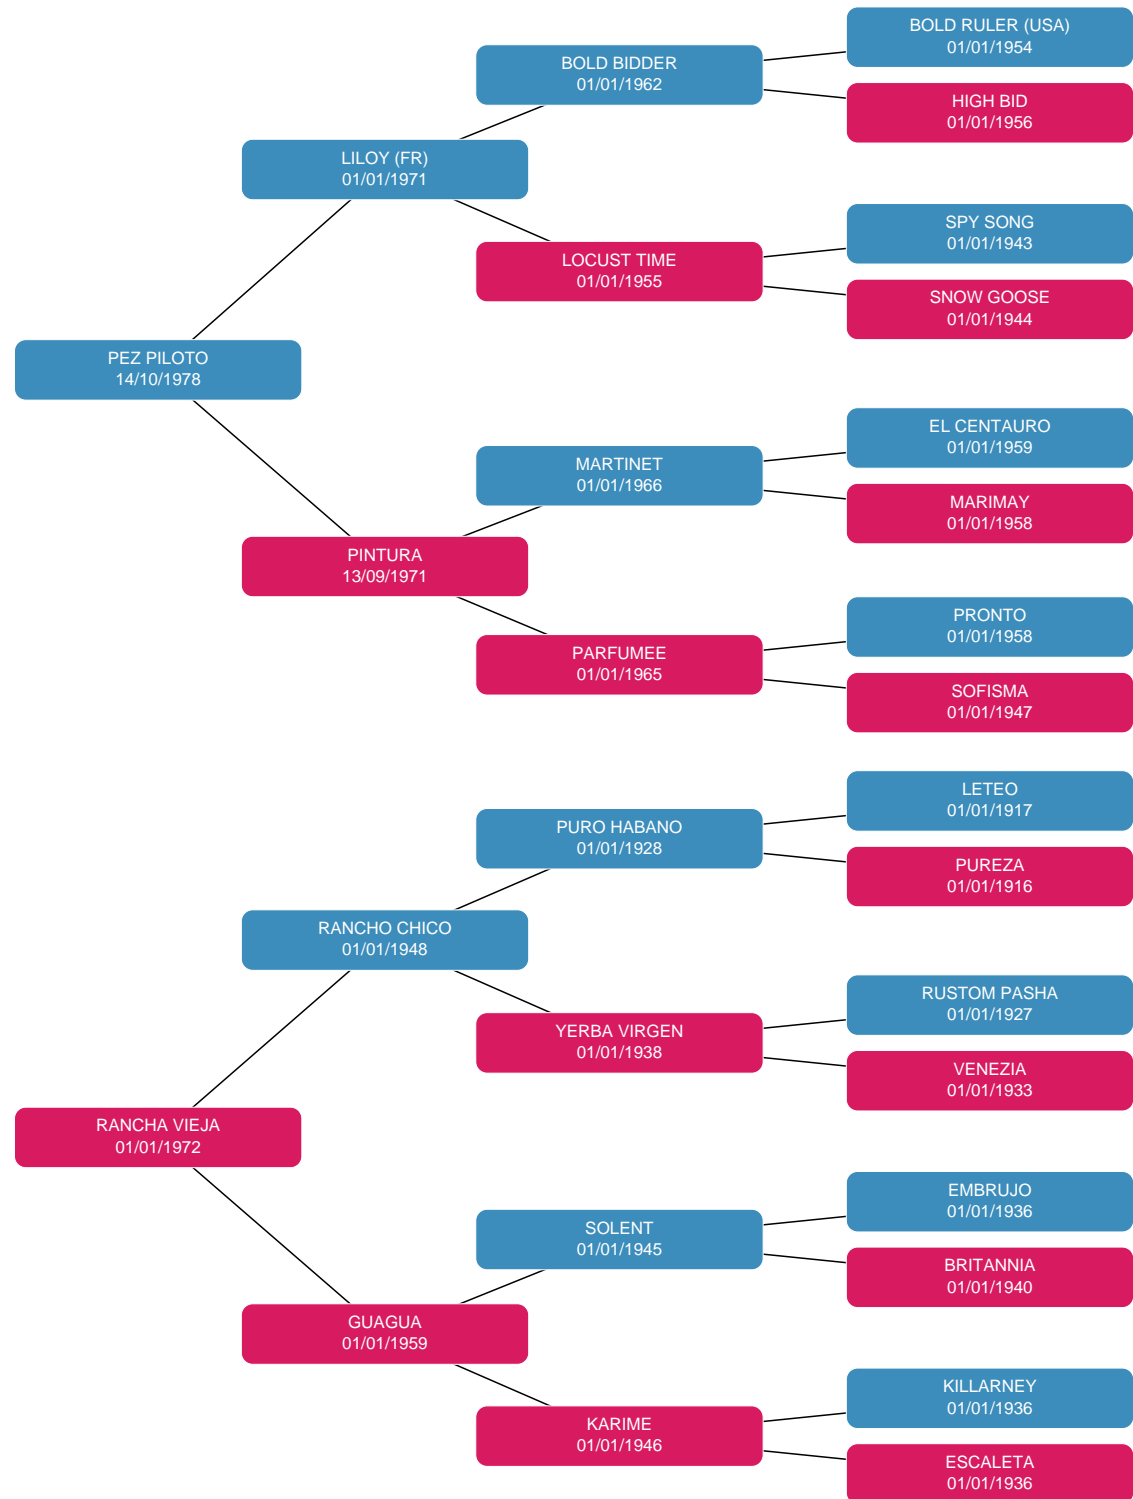 BOLD RULER (USA)
01/01/1954
BOLD BIDDER
01/01/1962
HIGH BID
01/01/1956
LILOY (FR)
01/01/1971
SPY SONG
01/01/1943
LOCUST TIME
01/01/1955
SNOW GOOSE
01/01/1944
PEZ PILOTO
14/10/1978
EL CENTAURO
01/01/1959
MARTINET
01/01/1966
MARIMAY
01/01/1958
PINTURA
13/09/1971
PRONTO
01/01/1958
PARFUMEE
01/01/1965
SOFISMA
01/01/1947
LETEO
01/01/1917
PURO HABANO
01/01/1928
PUREZA
01/01/1916
RANCHO CHICO
01/01/1948
RUSTOM PASHA
01/01/1927
YERBA VIRGEN
01/01/1938
VENEZIA
01/01/1933
RANCHA VIEJA
01/01/1972
EMBRUJO
01/01/1936
SOLENT
01/01/1945
BRITANNIA
01/01/1940
GUAGUA
01/01/1959
KILLARNEY
01/01/1936
KARIME
01/01/1946
ESCALETA
01/01/1936